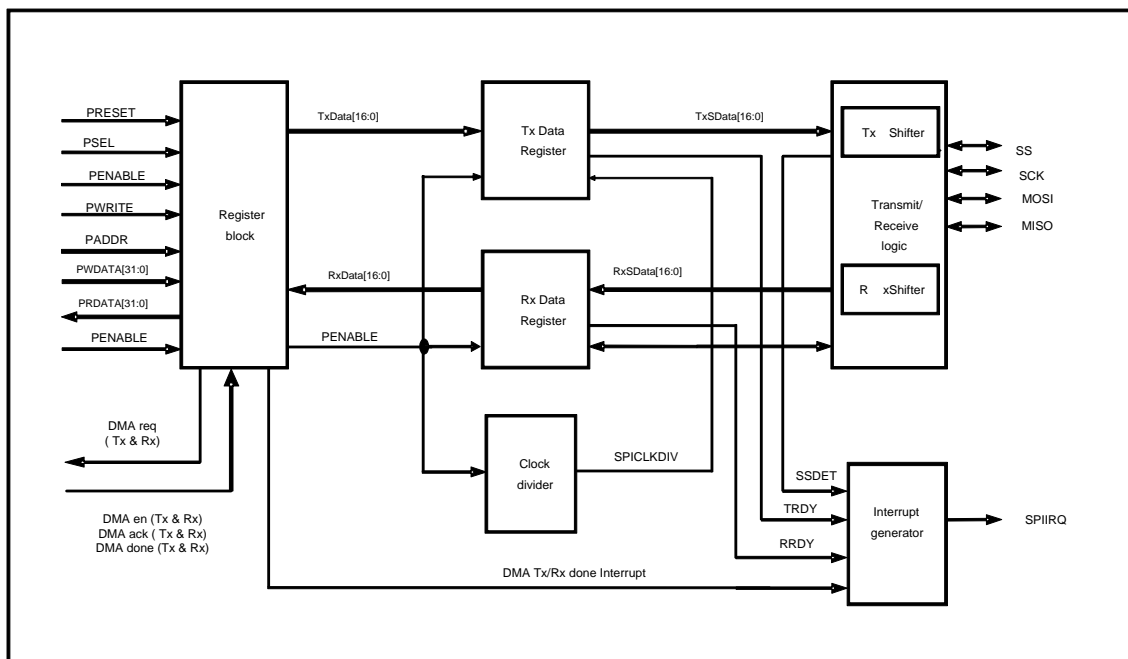 PRESET
PSEL
PENABLE
PWRITE
PADDR
PWDATA[31:0]
PRDATA[31:0]
PENABLE
Register
block
TxData[16:0]
RxData[16:0]
PENABLE
Tx Data
Register
Rx Data
Register
Clock
divider
SPICLKDIV
TxSData[16:0]
RxSData[16:0]
Tx Shifter
Transmit/
Receive
logic
R xShifter
SS
SCK
MOSI
MISO
DMA req
( Tx & Rx)
DMA en (Tx & Rx)
DMA ack ( Tx & Rx)
DMA done (Tx & Rx)
DMA Tx/Rx done Interrupt
SSDET
TRDY
RRDY
Interrupt
generator
SPIIRQ